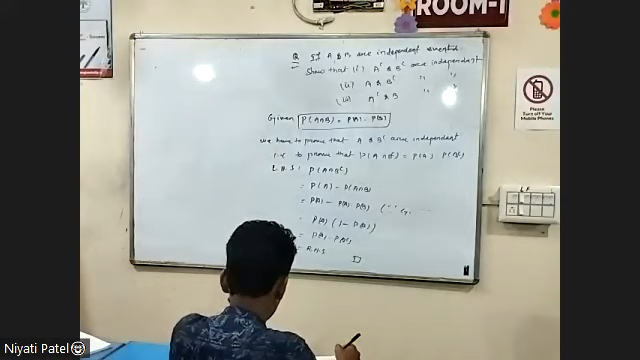 ROOM-1
Q If A & B are independent events.
Show that (i) A^c & B^c are independent
(ii) A & B^c " "
(iii) A^c & B " "
Given P(A∩B) = P(A) · P(B)
We have to prove that A & B^c are independent
i.e to prove that P(A∩B^c) = P(A) P(B^c)
L.H.S: P(A∩B^c)
= P(A) - P(A∩B)
= P(A) - P(A) P(B)
= P(A) (1 - P(B))
= P(A) · P(B^c)
= R.H.S
PLEASE
Turn off Your
Mobile Phones
Niyati Patel